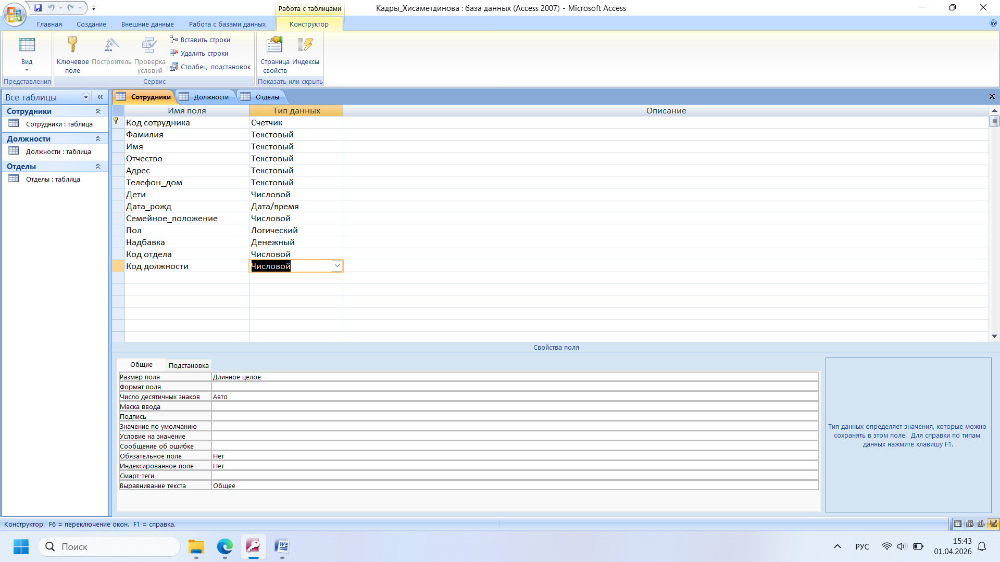 Работа с таблицами
Кадры_Хисаметдинова : база данных (Access 2007) - Microsoft Access
Главная
Создание
Внешние данные
Работа с базами данных
Конструктор
Вид
Представления
Ключевое поле
Построитель
Проверка условий
Вставить строки
Удалить строки
Столбец подстановок
Сервис
Страница свойств
Индексы
Показать или скрыть
Все таблицы
Сотрудники
Сотрудники : таблица
Должности
Должности : таблица
Отделы
Отделы : таблица
Сотрудники
Должности
Отделы
Имя поля
Тип данных
Описание
Код сотрудника Счетчик
Фамилия Текстовый
Имя Текстовый
Отчество Текстовый
Адрес Текстовый
Телефон_дом Текстовый
Дети Числовой
Дата_рожд Дата/время
Семейное_положение Числовой
Пол Логический
Надбавка Денежный
Код отдела Числовой
Код должности Числовой
Свойства поля
Общие
Подстановка
Размер поля Длинное целое
Формат поля
Число десятичных знаков Авто
Маска ввода
Подпись
Значение по умолчанию
Условие на значение
Сообщение об ошибке
Обязательное поле Нет
Индексированное поле Нет
Смарт-теги
Выравнивание текста Общее
Тип данных определяет значения, которые можно
сохранять в этом поле. Для справки по типам
данных нажмите клавишу F1.
Конструктор. F6 = переключение окон. F1 = справка.
Поиск
РУС
15:43
01.04.2026